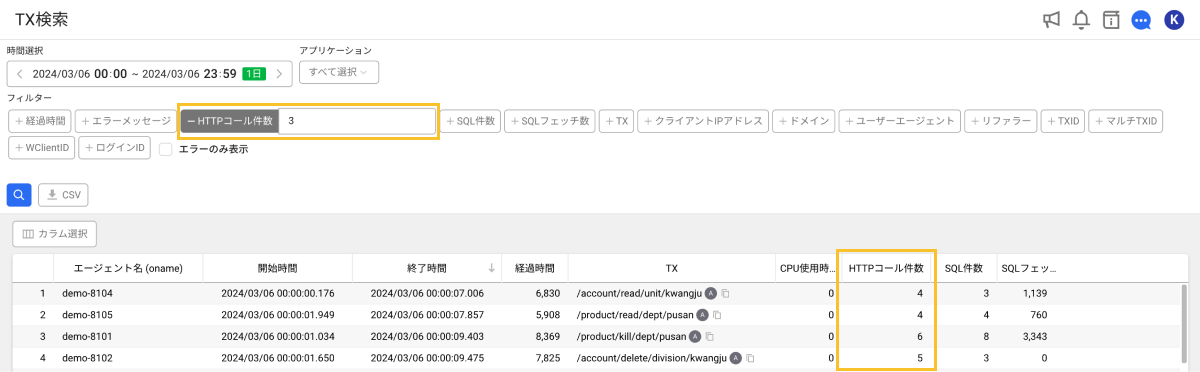 TX検索
K
時間選択
アプリケーション
2024/03/06 00:00 ~ 2024/03/06 23:59 1日
すべて選択
フィルター
経過時間
エラーメッセージ
HTTPコール件数
3
SQL件数
SQLフェッチ数
TX
クライアントIPアドレス
ドメイン
ユーザーエージェント
リファラー
TXID
マルチTXID
WClientID
ログインID
エラーのみ表示
CSV
カラム選択
エージェント名 (oname) 開始時間 終了時間 経過時間 TX CPU使用時... HTTPコール件数 SQL件数 SQLフェッ...
1 demo-8104 2024/03/06 00:00:00.176 2024/03/06 00:00:07.006 6,830 /account/read/unit/kwangju A 0 4 3 1,139
2 demo-8105 2024/03/06 00:00:01.949 2024/03/06 00:00:07.857 5,908 /product/read/dept/pusan A 0 4 4 760
3 demo-8101 2024/03/06 00:00:01.034 2024/03/06 00:00:09.403 8,369 /product/kill/dept/pusan A 0 6 8 3,343
4 demo-8102 2024/03/06 00:00:01.650 2024/03/06 00:00:09.475 7,825 /account/delete/division/kwangju A 0 5 3 0